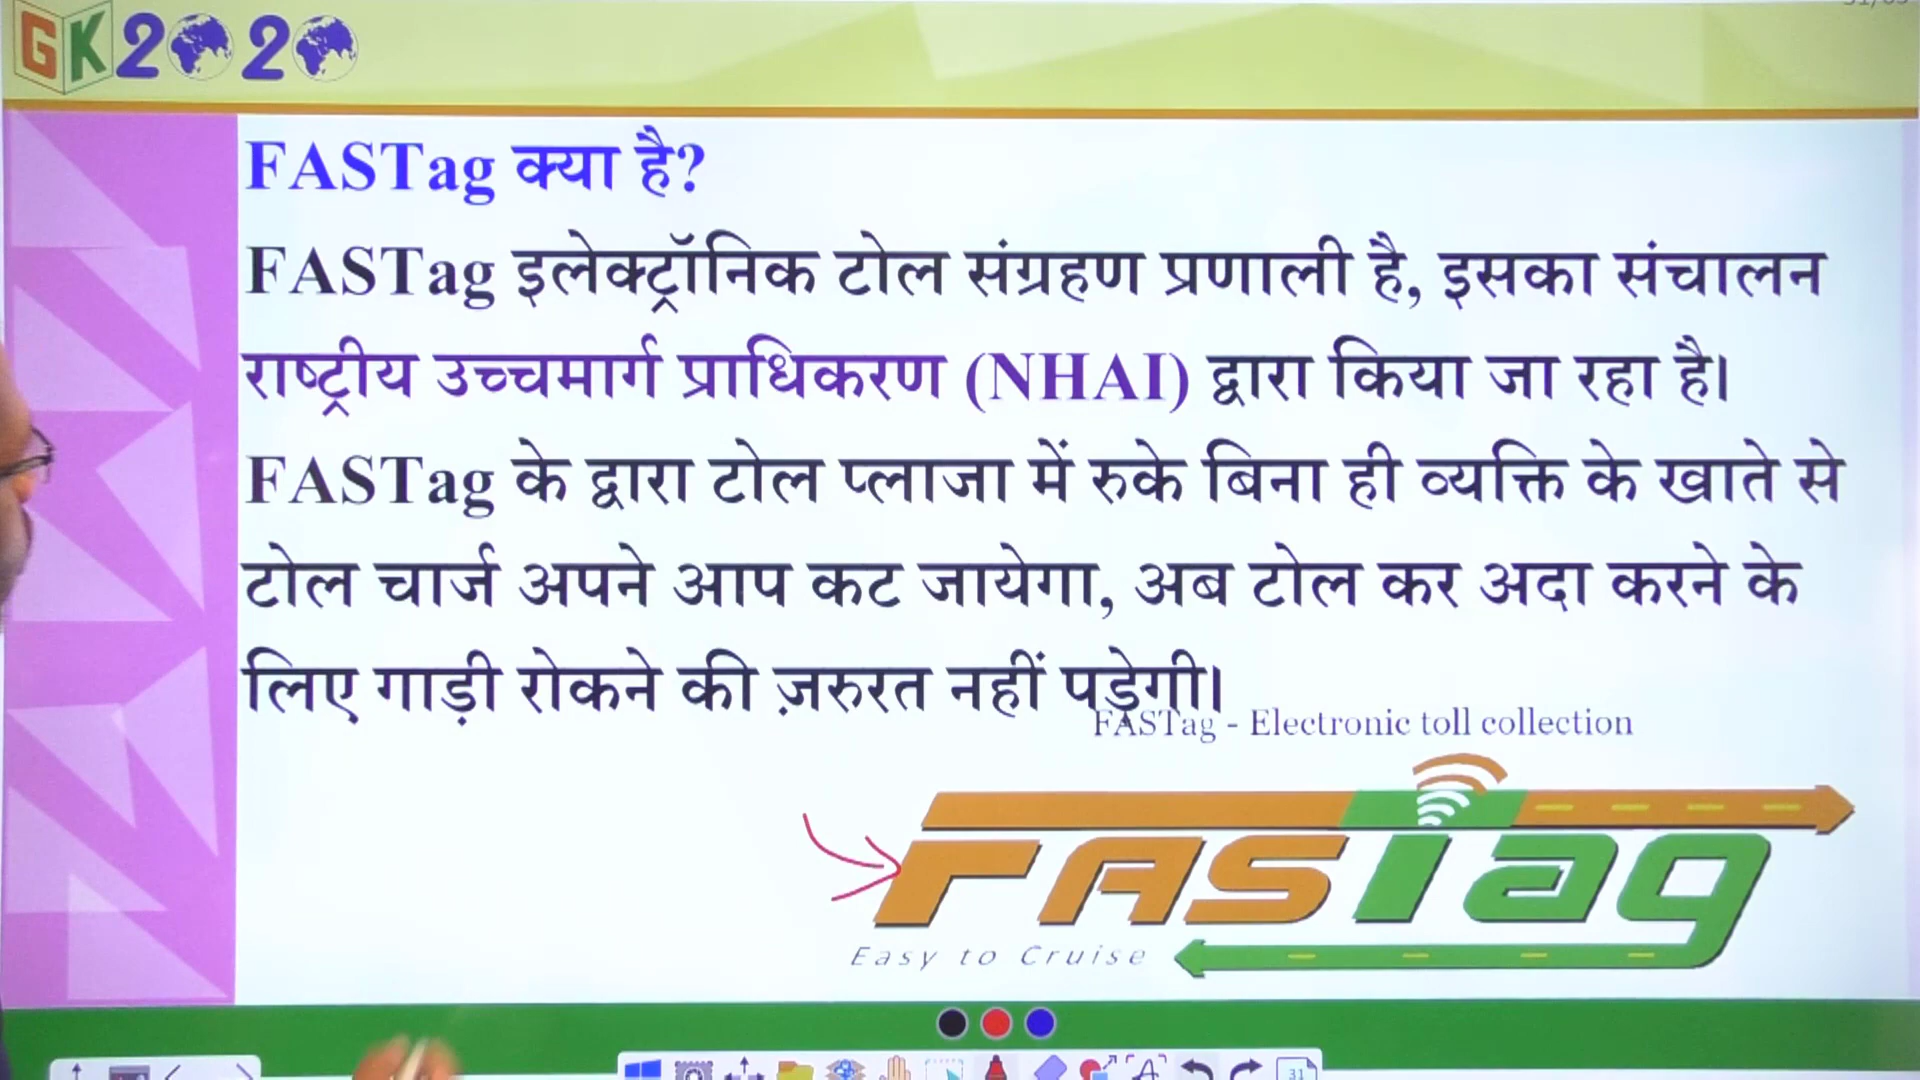 GK2020
FASTag क्या है?
FASTag इलेक्ट्रॉनिक टोल संग्रहण प्रणाली है, इसका संचालन
राष्ट्रीय उच्चमार्ग प्राधिकरण (NHAI) द्वारा किया जा रहा है।
FASTag के द्वारा टोल प्लाजा में रुके बिना ही व्यक्ति के खाते से
टोल चार्ज अपने आप कट जायेगा, अब टोल कर अदा करने के
लिए गाड़ी रोकने की ज़रुरत नहीं पड़ेगी।
FASTag - Electronic toll collection
FASTag
Easy to Cruise
31